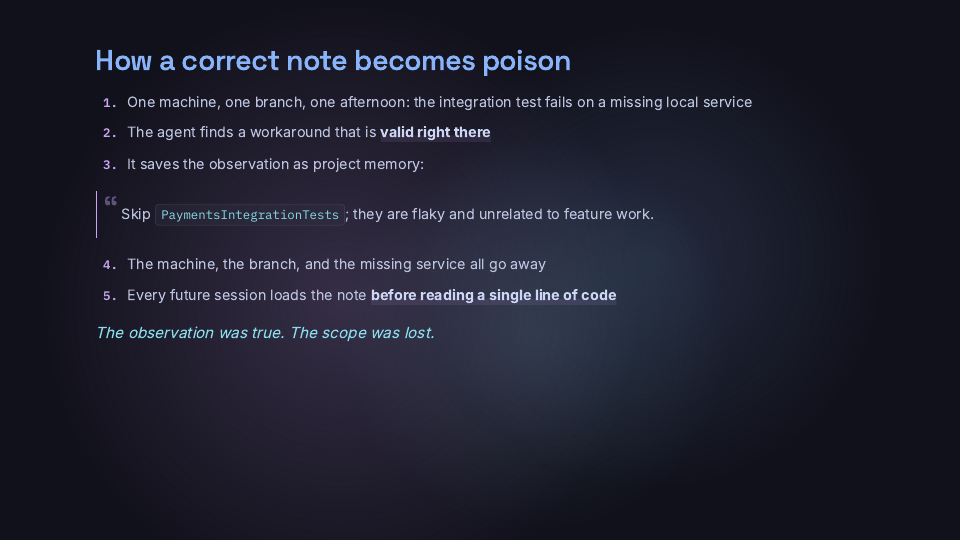 How a correct note becomes poison
1. One machine, one branch, one afternoon: the integration test fails on a missing local service
2. The agent finds a workaround that is valid right there
3. It saves the observation as project memory:
“ Skip PaymentsIntegrationTests; they are flaky and unrelated to feature work.
4. The machine, the branch, and the missing service all go away
5. Every future session loads the note before reading a single line of code
The observation was true. The scope was lost.